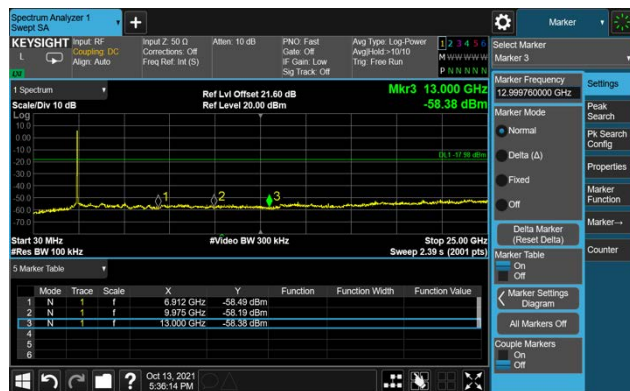 Spectrum Analyzer 1
Swept SA
Marker
KEYSIGHT Input: RF Input Z: 50 Ω Atten: 10 dB PNO: Fast Avg Type: Log-Power 1 2 3 4 5 6
L Coupling: DC Corrections: Off Gate: Off Avg|Hold:>10/10 M W W W W W
Align: Auto Freq Ref: Int (S) IF Gain: Low Trig: Free Run
Sig Track: Off P N N N N N
LXI
Select Marker
Marker 3
1 Spectrum
Ref Lvl Offset 21.60 dB Mkr3 13.000 GHz
Scale/Div 10 dB Ref Level 20.00 dBm -58.38 dBm
Log
10.0
0.00
-10.0
-20.0
DL1 -17.98 dBm
-30.0
-40.0
-50.0
-60.0
-70.0
1
2
3
Start 30 MHz #Video BW 300 kHz Stop 25.00 GHz
#Res BW 100 kHz Sweep 2.39 s (2001 pts)
5 Marker Table
Mode Trace Scale X Y Function Function Width Function Value
1 N 1 f 6.912 GHz -58.49 dBm
2 N 1 f 9.975 GHz -58.19 dBm
3 N 1 f 13.000 GHz -58.38 dBm
4
5
6
Marker Frequency
12.999760000 GHz
Marker Mode
Normal
Delta (Δ)
Fixed
Off
Delta Marker
(Reset Delta)
Marker Table
On
Off
Marker Settings
Diagram
All Markers Off
Couple Markers
On
Off
Settings
Peak
Search
Pk Search
Config
Properties
Marker
Function
Marker→
Counter
?
Oct 13, 2021
5:36:14 PM